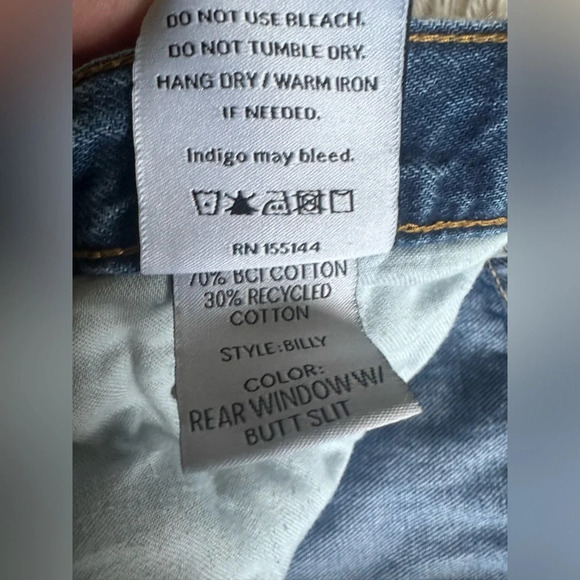 DO NOT USE BLEACH.
DO NOT TUMBLE DRY.
HANG DRY / WARM IRON
IF NEEDED.
Indigo may bleed.
RN 155144
70% BCI COTTON
30% RECYCLED
COTTON
STYLE:BILLY
COLOR:
REAR WINDOW W/
BUTT SLIT